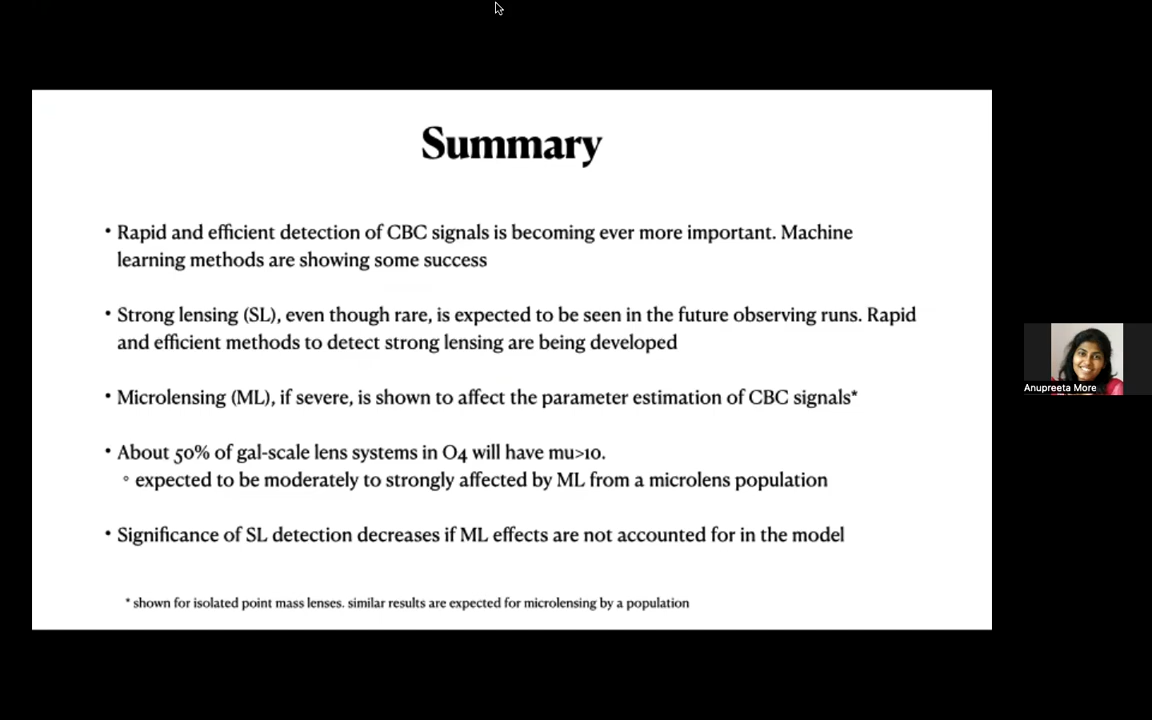 Summary
• Rapid and efficient detection of CBC signals is becoming ever more important. Machine
learning methods are showing some success
• Strong lensing (SL), even though rare, is expected to be seen in the future observing runs. Rapid
and efficient methods to detect strong lensing are being developed
• Microlensing (ML), if severe, is shown to affect the parameter estimation of CBC signals*
• About 50% of gal-scale lens systems in O4 will have mu>10.
◦ expected to be moderately to strongly affected by ML from a microlens population
• Significance of SL detection decreases if ML effects are not accounted for in the model
* shown for isolated point mass lenses. similar results are expected for microlensing by a population
Anupreeta More